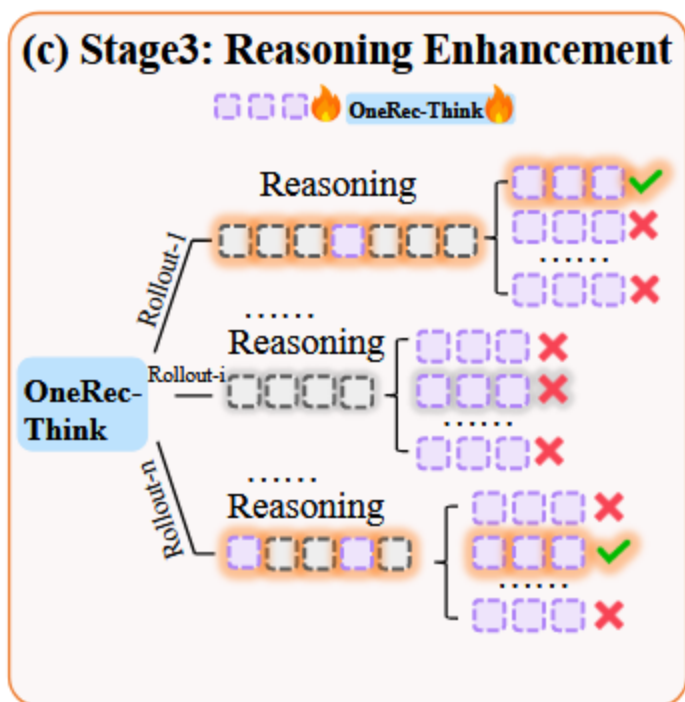 (c) Stage3: Reasoning Enhancement
OneRec-Think
Reasoning
Rollout-1
......
......
Reasoning
Rollout-i
OneRec-
Think
......
......
Reasoning
Rollout-n
......